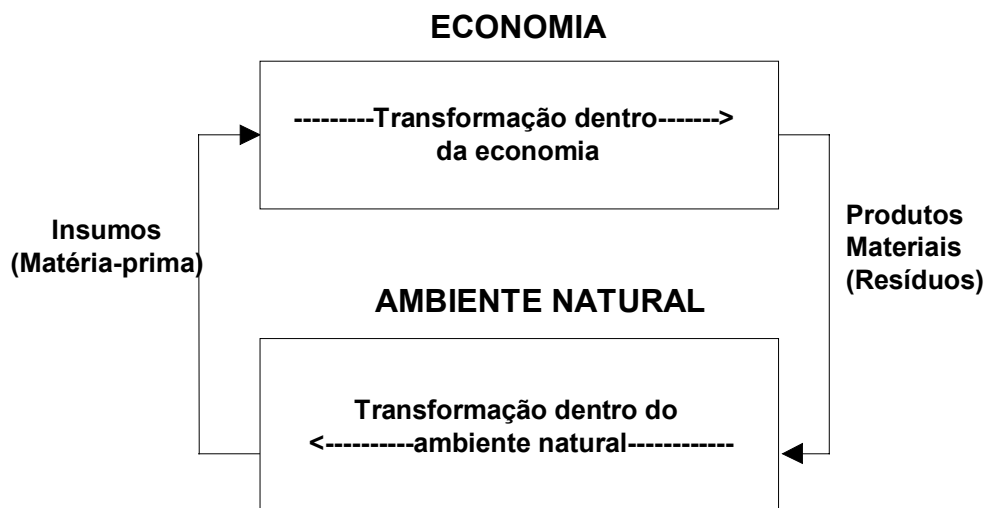 ECONOMIA
---------Transformação dentro------->
da economia
Insumos
(Matéria-prima)
Produtos
Materiais
(Resíduos)
AMBIENTE NATURAL
Transformação dentro do
<----------ambiente natural------------